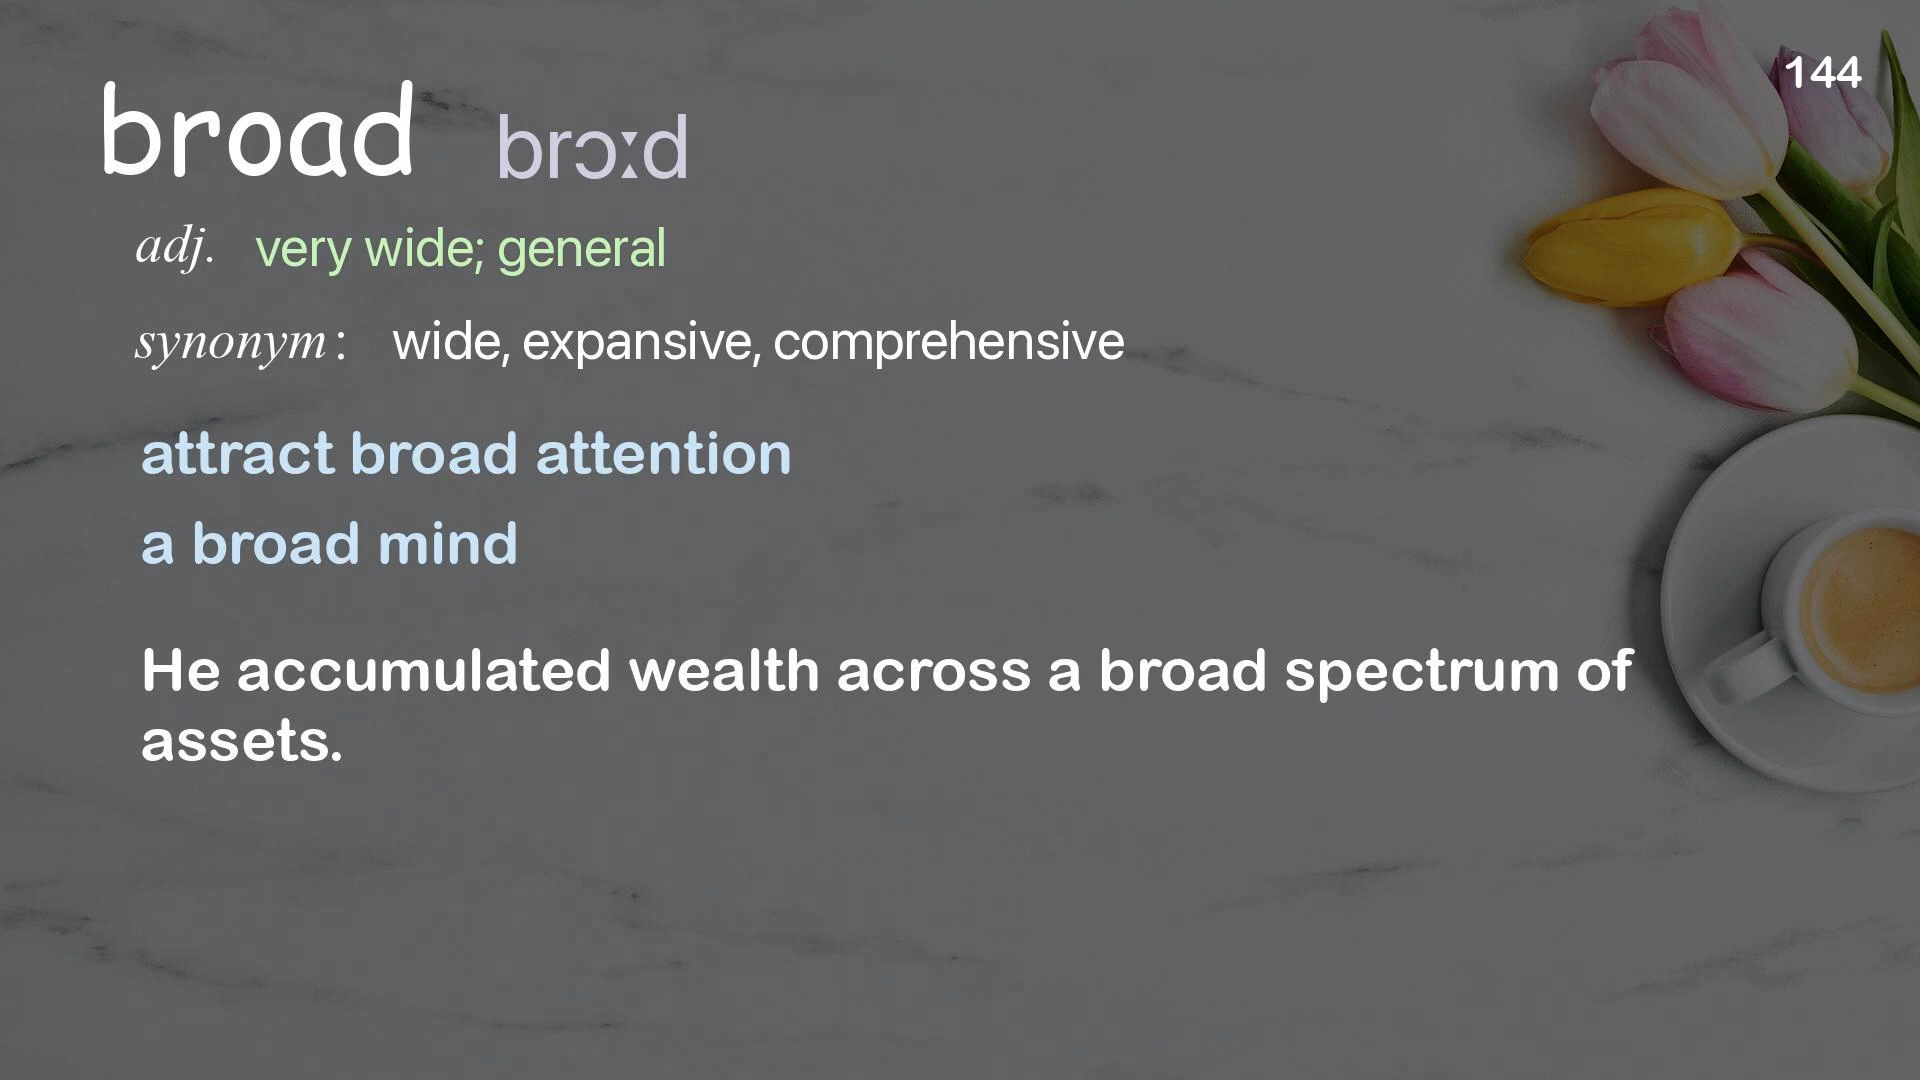 144
broad brɔːd
adj. very wide; general
synonym: wide, expansive, comprehensive
attract broad attention
a broad mind
He accumulated wealth across a broad spectrum of
assets.